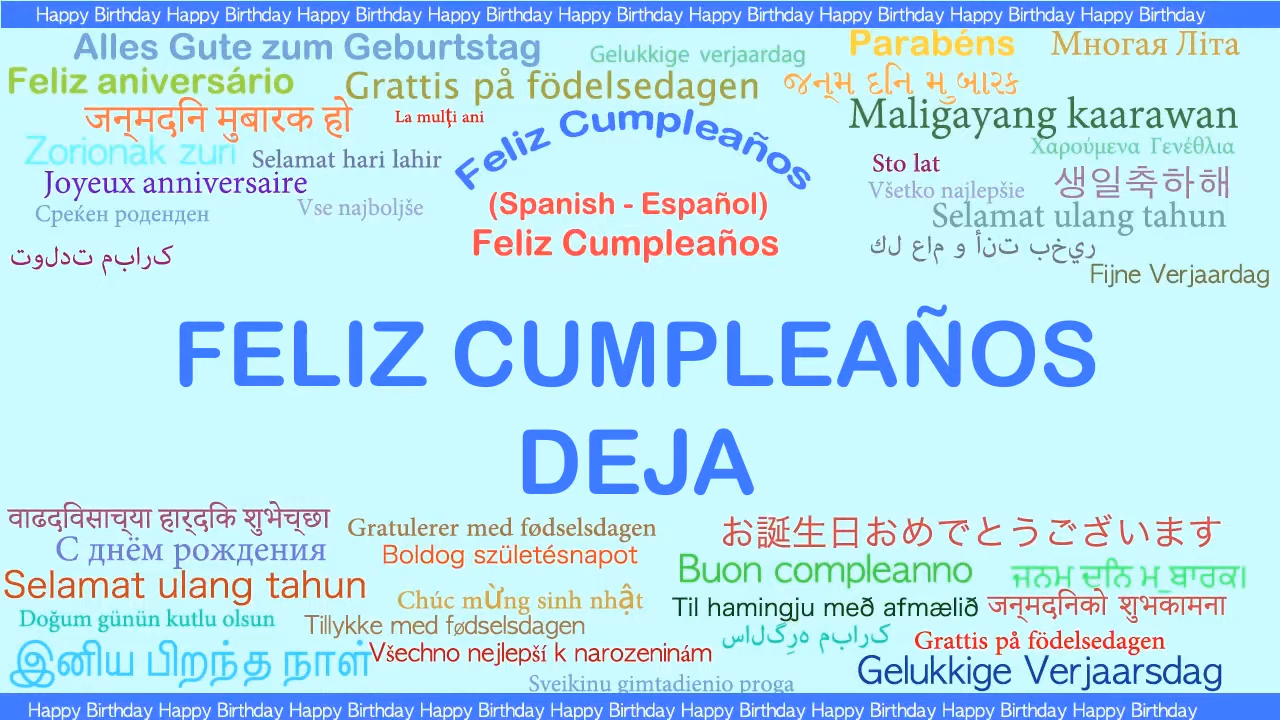 Happy Birthday Happy Birthday Happy Birthday Happy Birthday Happy Birthday Happy Birthday Happy Birthday Happy Birthday Happy Birthday
Alles Gute zum Geburtstag
Gelukkige verjaardag
Parabéns
Многая Літа
Feliz aniversário
Grattis på födelsedagen
જન્મ દિન મુબારક
जन्मदिन मुबारक हो
La mulţi ani
Feliz Cumpleaños
Maligayang kaarawan
Zorionak zuri
Selamat hari lahir
Sto lat
Χαρούμενα Γενέθλια
Joyeux anniversaire
Všetko najlepšie
생일축하해
Среќен роденден
Vse najboljše
(Spanish - Español)
Selamat ulang tahun
تولدت مبارک
Feliz Cumpleaños
كل عام و أنت بخير
Fijne Verjaardag
FELIZ CUMPLEAÑOS
DEJA
वाढदिवसाच्या हार्दिक शुभेच्छा
Gratulerer med fødselsdagen
お誕生日おめでとうございます
С днём рождения
Boldog születésnapot
Buon compleanno
ਜਨਮ ਦਿਨ ਮੁਬਾਰਕ।
Selamat ulang tahun
Chúc mừng sinh nhật
Til hamingju með afmælið
जन्मदिनको शुभकामना
Doğum günün kutlu olsun
Tillykke med fødselsdagen
سالگرہ مبارک
Grattis på födelsedagen
இனிய பிறந்த நாள்
Všechno nejlepší k narozeninám
Gelukkige Verjaarsdag
Sveikinu gimtadienio proga
Happy Birthday Happy Birthday Happy Birthday Happy Birthday Happy Birthday Happy Birthday Happy Birthday Happy Birthday Happy Birthday